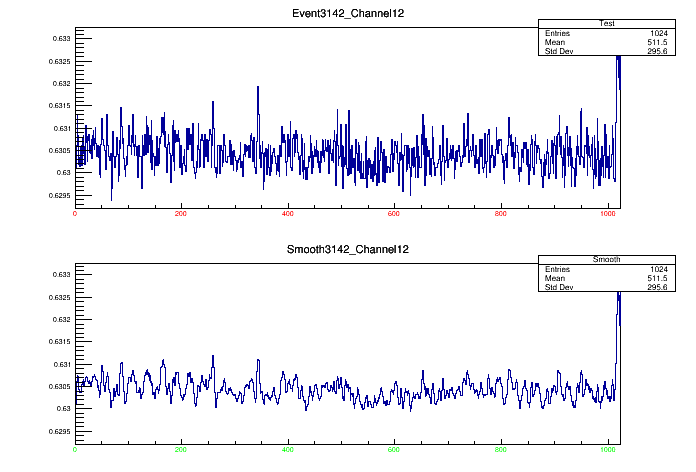 Event3142_Channel12
Test
Entries 1024
Mean 511.5
Std Dev 295.6
0.633
0.6325
0.632
0.6315
0.631
0.6305
0.63
0.6295
0 200 400 600 800 1000
Smooth3142_Channel12
Smooth
Entries 1024
Mean 511.5
Std Dev 295.6
0.633
0.6325
0.632
0.6315
0.631
0.6305
0.63
0.6295
0 200 400 600 800 1000